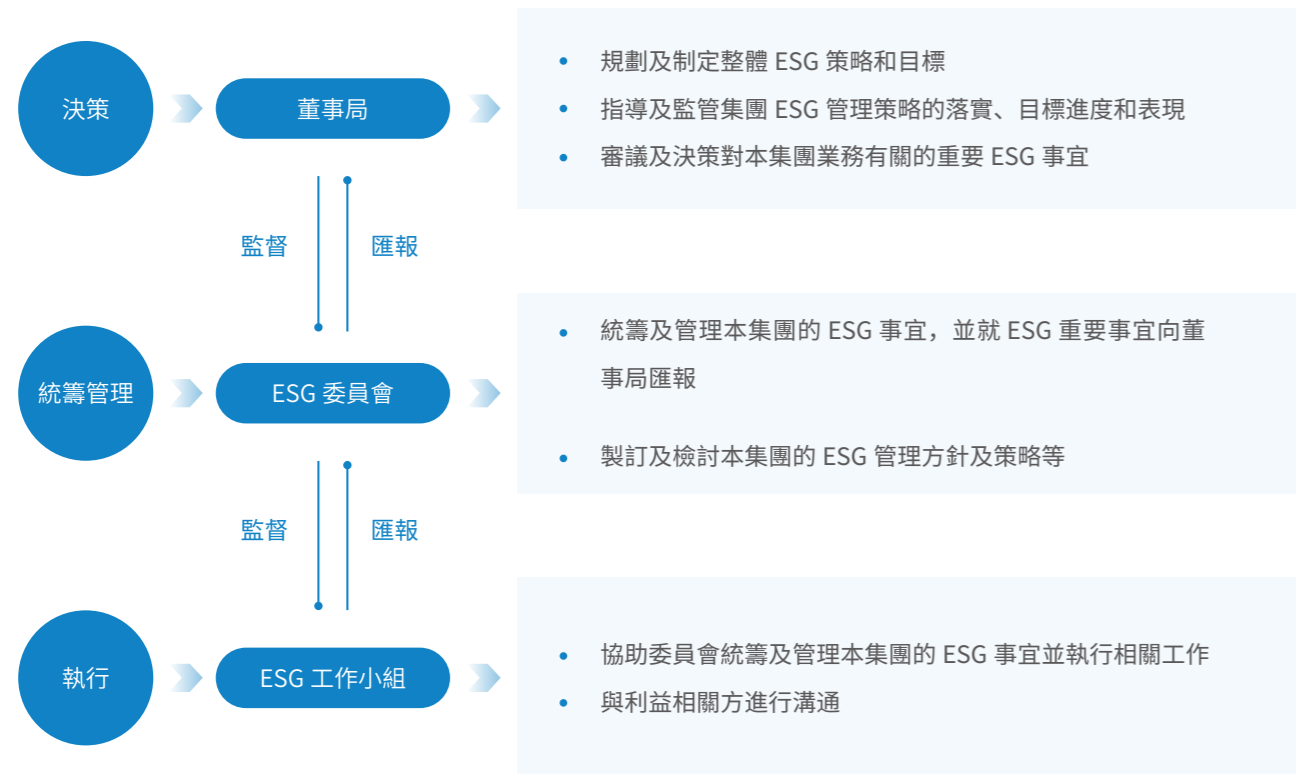 決策
董事局
• 規劃及制定整體 ESG 策略和目標
• 指導及監管集團 ESG 管理策略的落實、目標進度和表現
• 審議及決策對本集團業務有關的重要 ESG 事宜
監督
匯報
統籌管理
ESG 委員會
• 統籌及管理本集團的 ESG 事宜，並就 ESG 重要事宜向董
事局匯報
• 製訂及檢討本集團的 ESG 管理方針及策略等
監督
匯報
執行
ESG 工作小組
• 協助委員會統籌及管理本集團的 ESG 事宜並執行相關工作
• 與利益相關方進行溝通